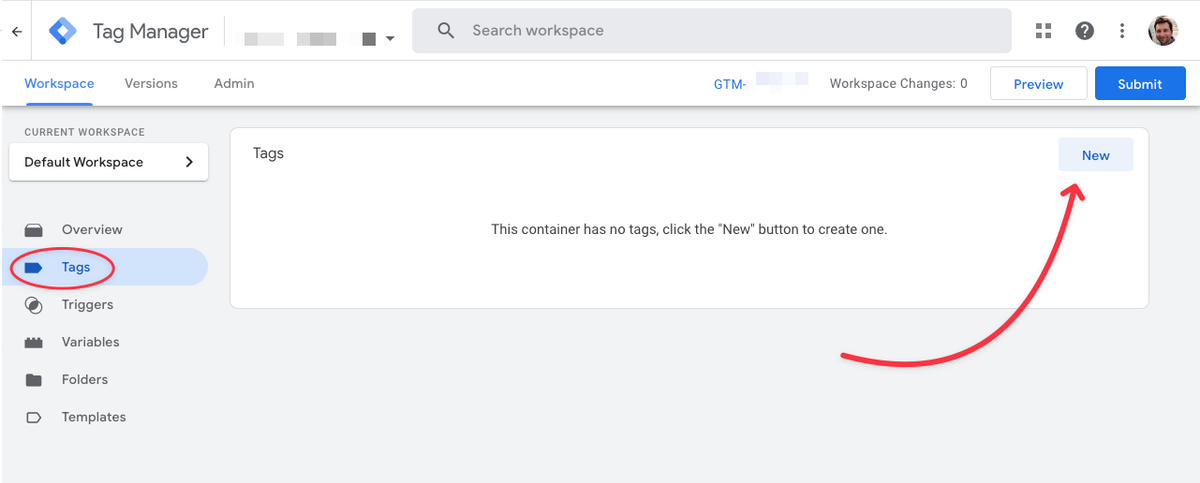 Tag Manager
Search workspace
Workspace Versions Admin
GTM-
Workspace Changes: 0
Preview
Submit
CURRENT WORKSPACE
Default Workspace
Tags
New
This container has no tags, click the "New" button to create one.
Overview
Tags
Triggers
Variables
Folders
Templates